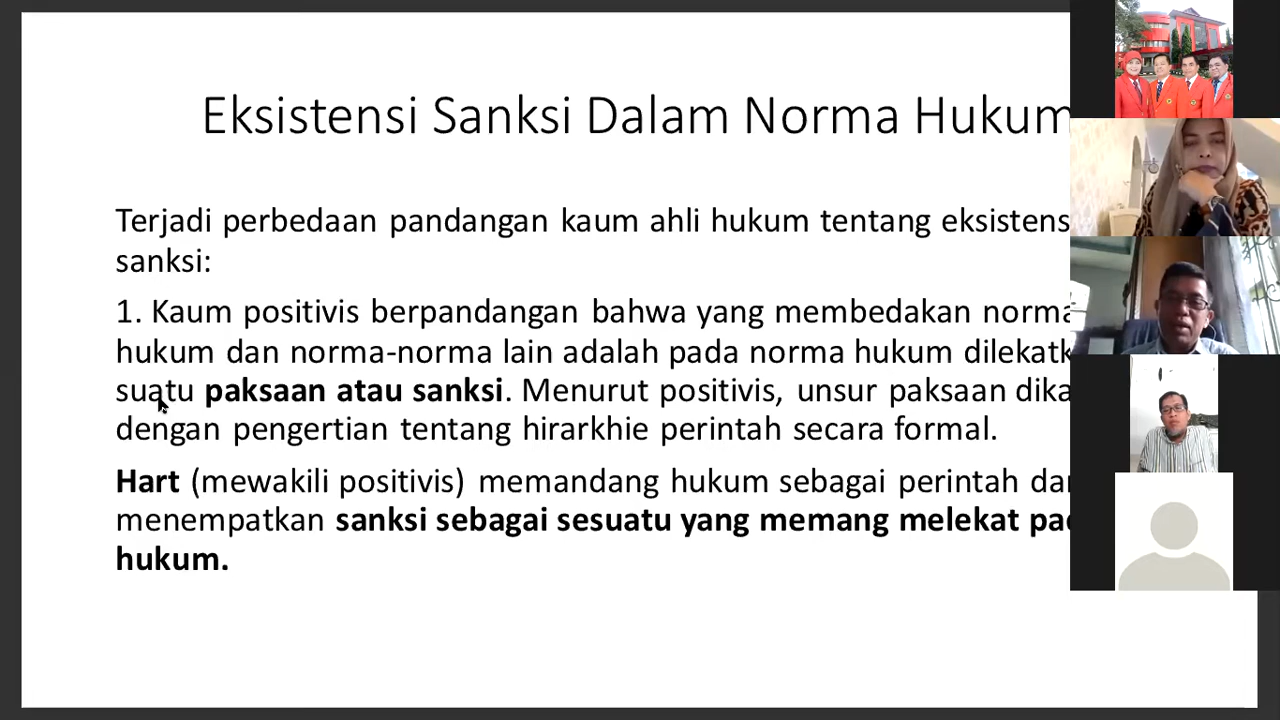 Eksistensi Sanksi Dalam Norma Hukum
Terjadi perbedaan pandangan kaum ahli hukum tentang eksistens
sanksi:
1. Kaum positivis berpandangan bahwa yang membedakan norma
hukum dan norma-norma lain adalah pada norma hukum dilekatk
suatu paksaan atau sanksi. Menurut positivis, unsur paksaan dika
dengan pengertian tentang hirarkhie perintah secara formal.
Hart (mewakili positivis) memandang hukum sebagai perintah dan
menempatkan sanksi sebagai sesuatu yang memang melekat pad
hukum.